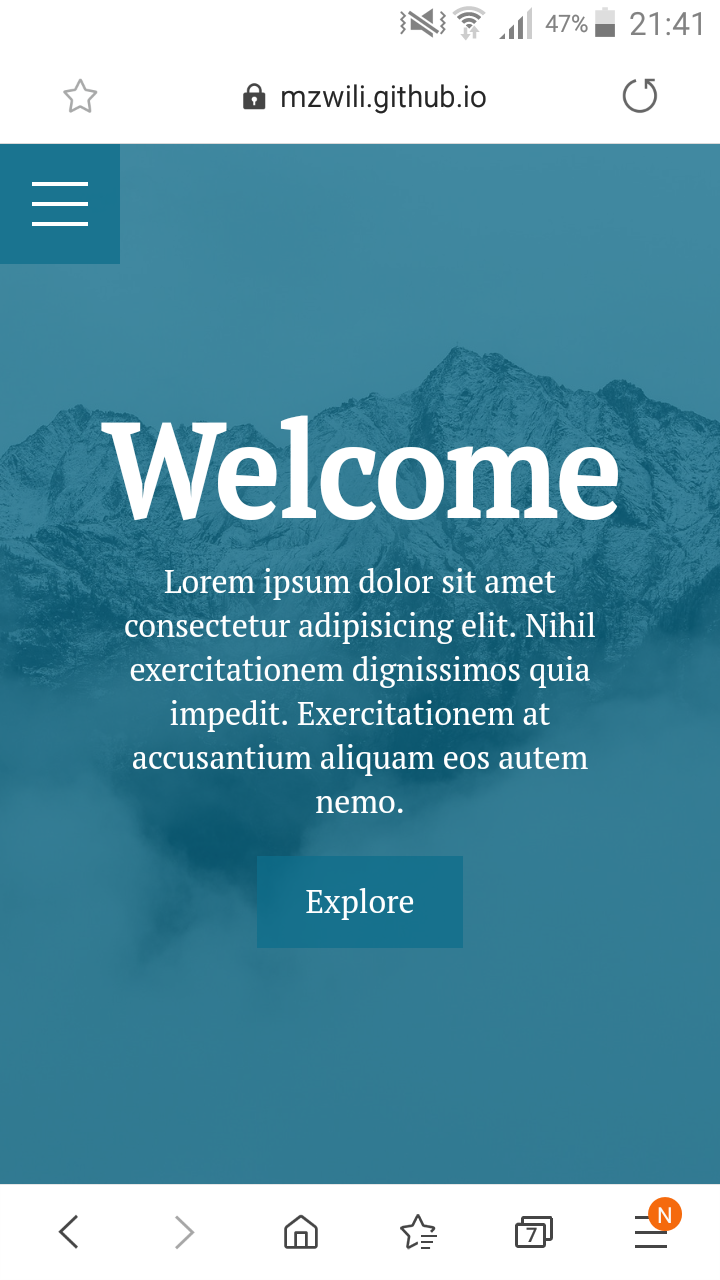 47% 21:41
mzwili.github.io
Welcome
Lorem ipsum dolor sit amet
consectetur adipisicing elit. Nihil
exercitationem dignissimos quia
impedit. Exercitationem at
accusantium aliquam eos autem
nemo.
Explore
7 N